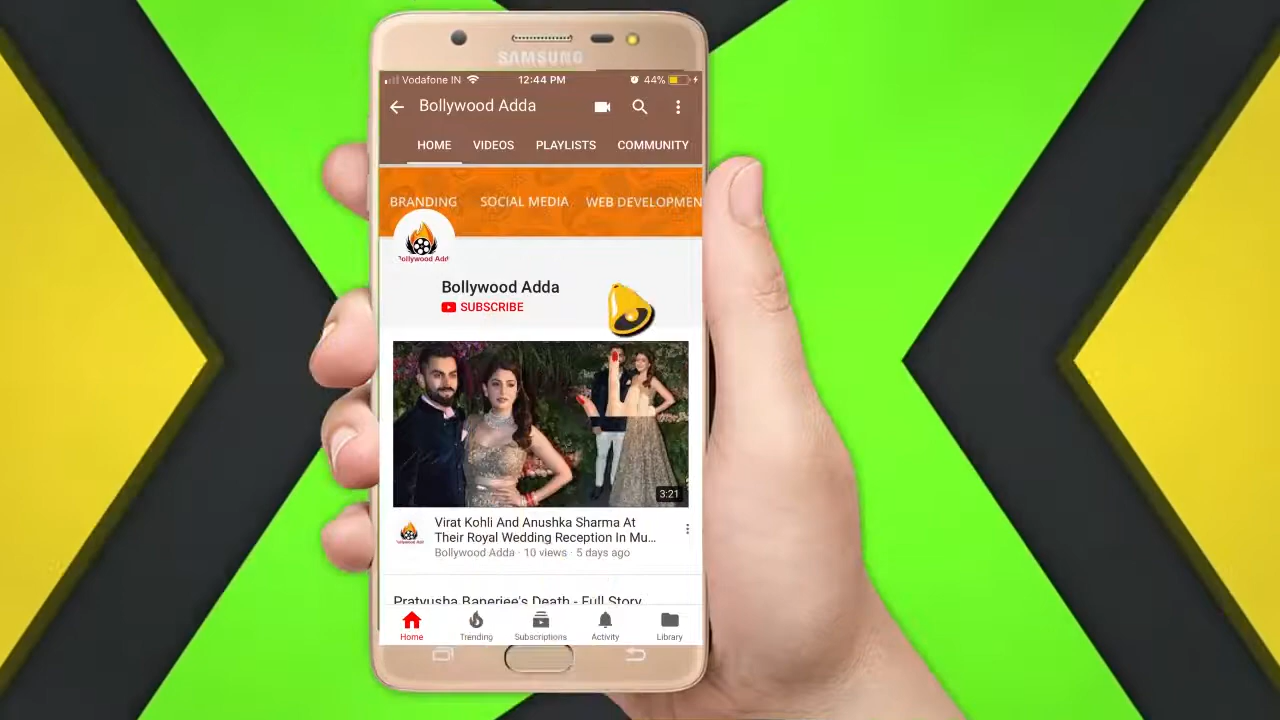 SAMSUNG
Vodafone IN 12:44 PM 44%
Bollywood Adda
HOME VIDEOS PLAYLISTS COMMUNITY
BRANDING SOCIAL MEDIA WEB DEVELOPMEN
Bollywood Add
Bollywood Adda
SUBSCRIBE
3:21
Virat Kohli And Anushka Sharma At
Their Royal Wedding Reception In Mu...
Bollywood Adda · 10 views · 5 days ago
Pratyusha Banerjee's Death - Full Story
Home Trending Subscriptions Activity Library